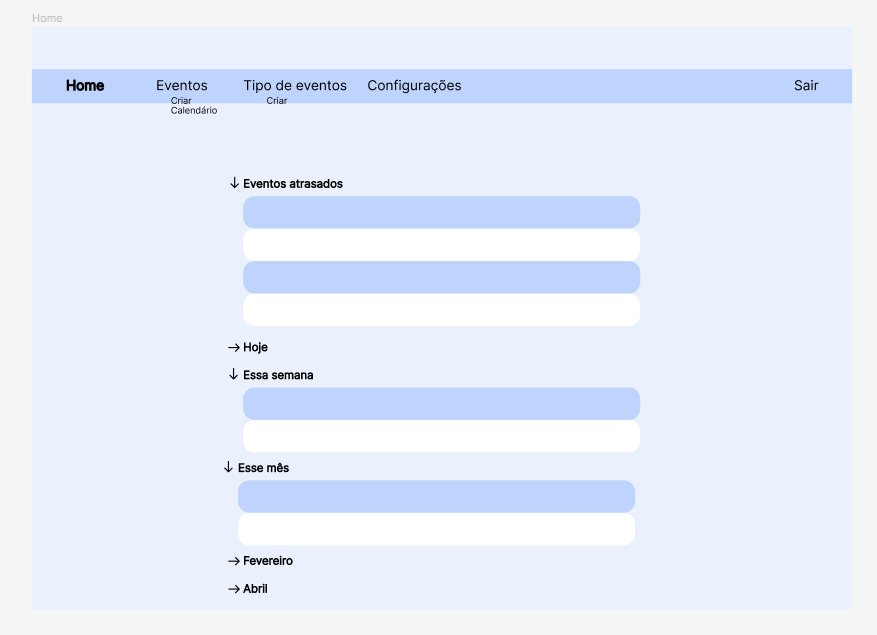 Home
Home Eventos Tipo de eventos Configurações Sair
Criar Criar
Calendário
Eventos atrasados
Hoje
Essa semana
Esse mês
Fevereiro
Abril